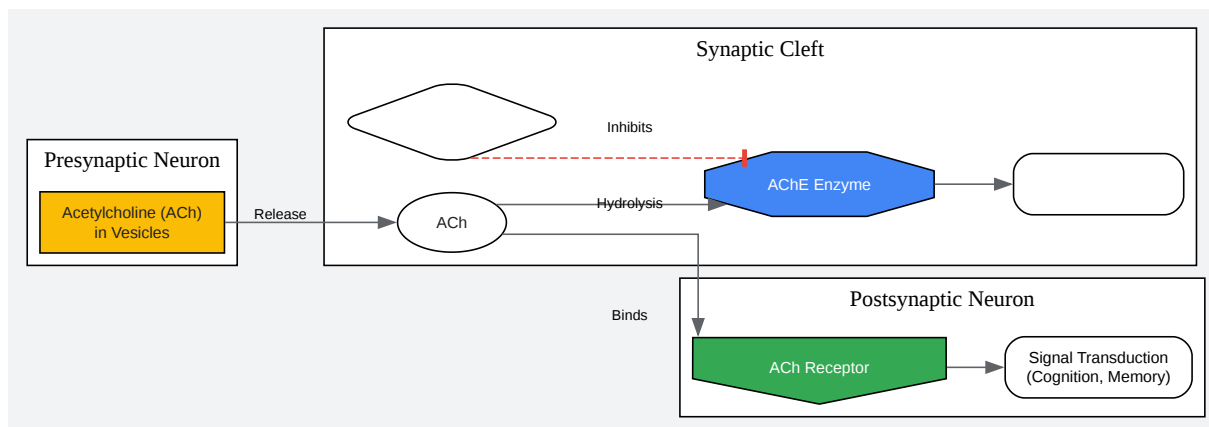 Synaptic Cleft
Inhibits
Presynaptic Neuron
AChE Enzyme
Acetylcholine (ACh)
in Vesicles
Release
ACh
Hydrolysis
Postsynaptic Neuron
Binds
ACh Receptor
Signal Transduction
(Cognition, Memory)